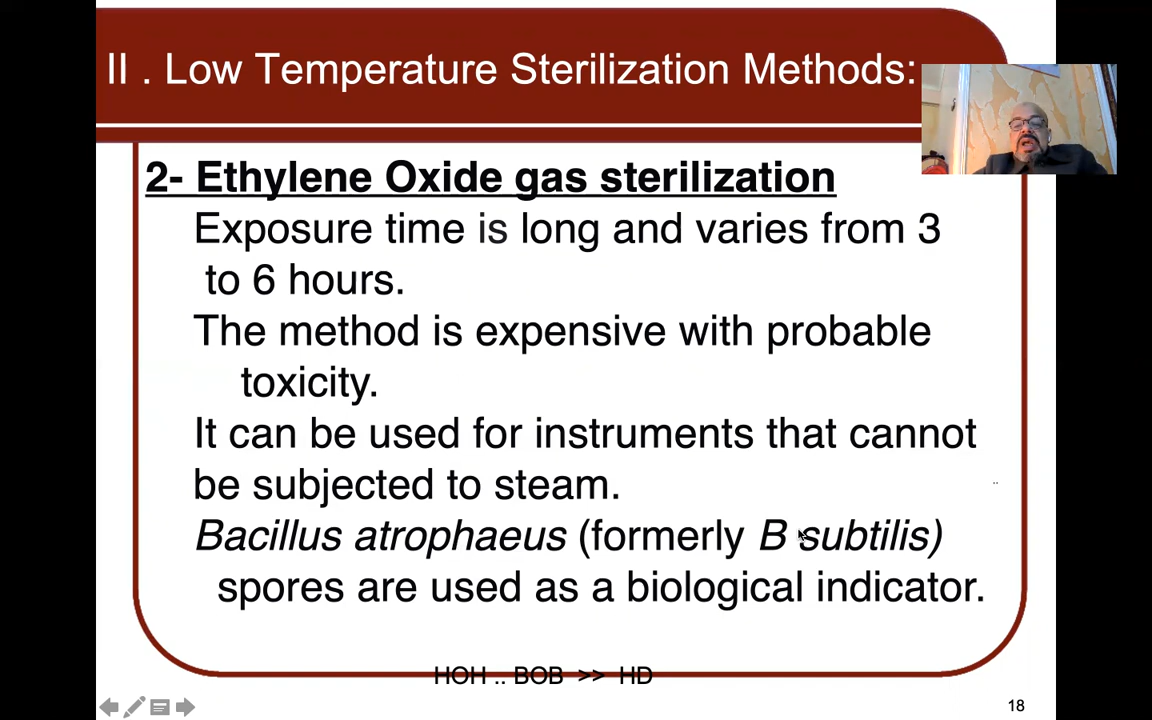 II . Low Temperature Sterilization Methods:
2- Ethylene Oxide gas sterilization
Exposure time is long and varies from 3
to 6 hours.
The method is expensive with probable
toxicity.
It can be used for instruments that cannot
be subjected to steam.
..
Bacillus atrophaeus (formerly B subtilis)
spores are used as a biological indicator.
HOH .. BOB >> HD
18